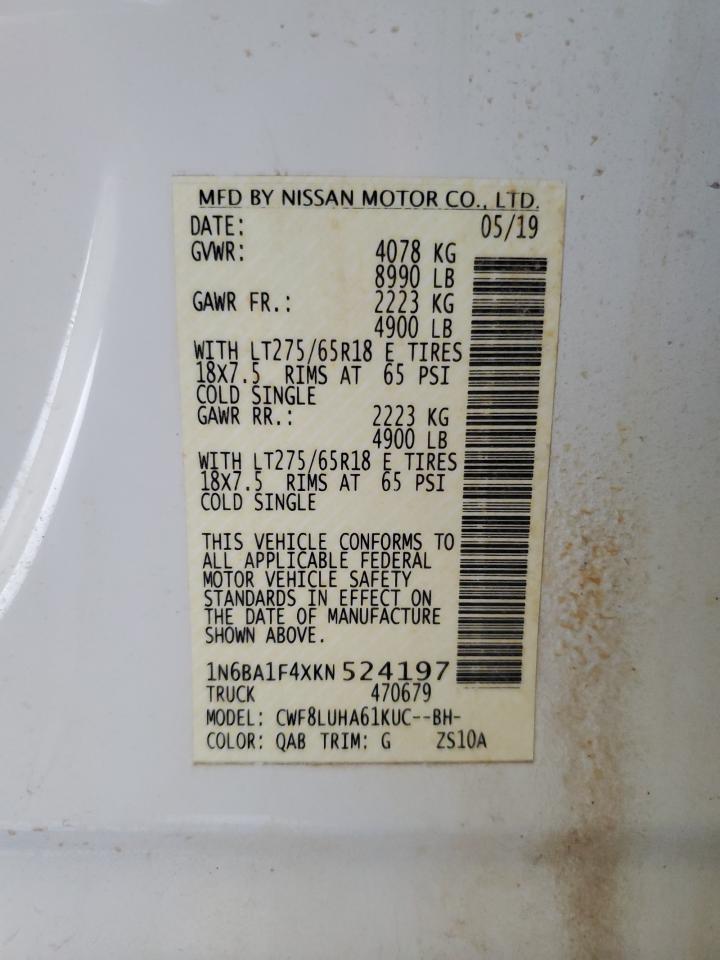 MFD BY NISSAN MOTOR CO., LTD.
DATE: 05/19
GVWR: 4078 KG
8990 LB
GAWR FR.: 2223 KG
4900 LB
WITH LT275/65R18 E TIRES
18X7.5 RIMS AT 65 PSI
COLD SINGLE
GAWR RR.: 2223 KG
4900 LB
WITH LT275/65R18 E TIRES
18X7.5 RIMS AT 65 PSI
COLD SINGLE
THIS VEHICLE CONFORMS TO
ALL APPLICABLE FEDERAL
MOTOR VEHICLE SAFETY
STANDARDS IN EFFECT ON
THE DATE OF MANUFACTURE
SHOWN ABOVE.
1N6BA1F4XKN 524197
TRUCK 470679
MODEL: CWF8LUHA61KUC--BH-
COLOR: QAB TRIM: G ZS10A